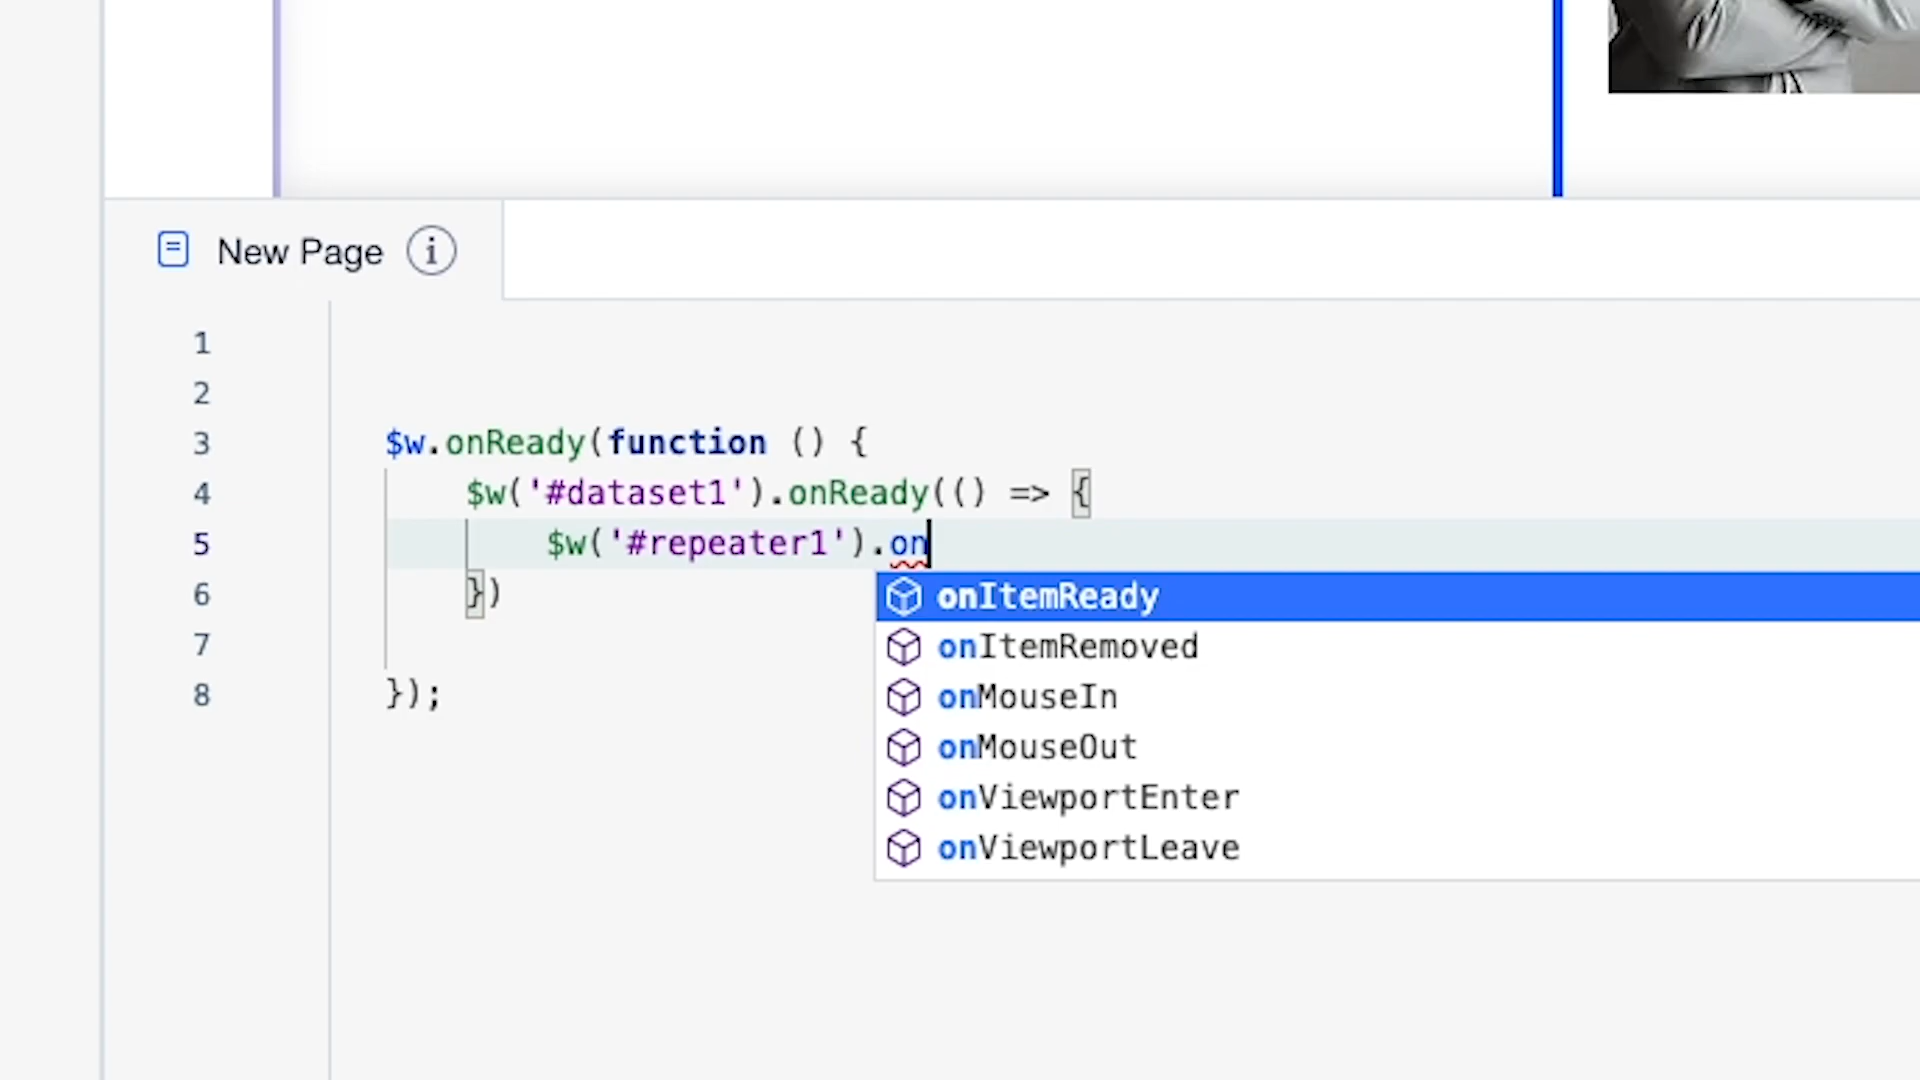 New Page i
1
2
3 $w.onReady(function () {
4 $w('#dataset1').onReady(() => {
5 $w('#repeater1').on
6 })
7
8 });
onItemReady
onItemRemoved
onMouseIn
onMouseOut
onViewportEnter
onViewportLeave